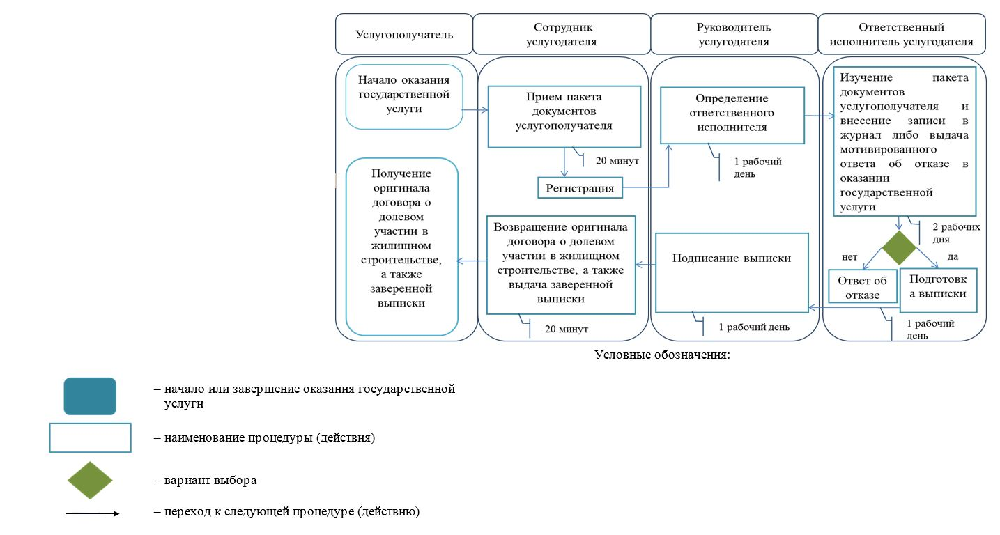 Услугополучатель
Сотрудник
услугодателя
Руководитель
услугодателя
Ответственный
исполнитель услугодателя
Начало оказания
государственной
услуги
Получение
оригинала
договора о
долевом
участии в
жилищном
строительстве,
а также
заверенной
выписки
Прием пакета
документов
услугополучателя
20 минут
Регистрация
Возвращение оригинала
договора о долевом
участии в жилищном
строительстве, а также
выдача заверенной
выписки
20 минут
Определение
ответственного
исполнителя
1 рабочий
день
Подписание выписки
1 рабочий день
Изучение пакета
документов
услугополучателя и
внесение записи в
журнал либо выдача
мотивированного
ответа об отказе в
оказании
государственной
услуги
2 рабочих
дня
нет
да
Ответ об
отказе
Подготовк
а выписки
1 рабочий
день
Условные обозначения:
– начало или завершение оказания государственной
услуги
– наименование процедуры (действия)
– вариант выбора
– переход к следующей процедуре (действию)